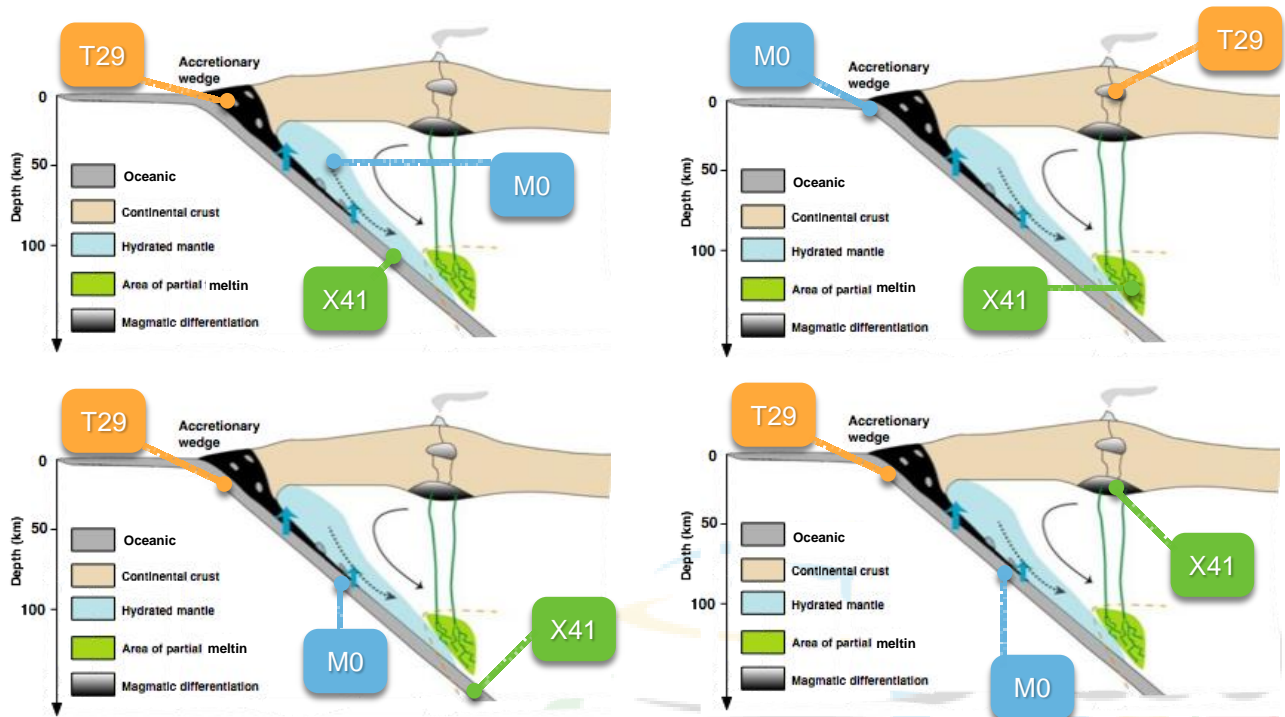 T29
Accretionary
wedge
0
50
100
Depth (km)
M0
X41
Oceanic
Continental crust
Hydrated mantle
Area of partial meltin
Magmatic differentiation
M0
T29
Accretionary
wedge
0
50
100
Depth (km)
X41
Oceanic
Continental crust
Hydrated mantle
Area of partial meltin
Magmatic differentiation
T29
Accretionary
wedge
0
50
100
Depth (km)
M0
X41
Oceanic
Continental crust
Hydrated mantle
Area of partial meltin
Magmatic differentiation
T29
Accretionary
wedge
0
50
100
Depth (km)
X41
M0
Oceanic
Continental crust
Hydrated mantle
Area of partial meltin
Magmatic differentiation